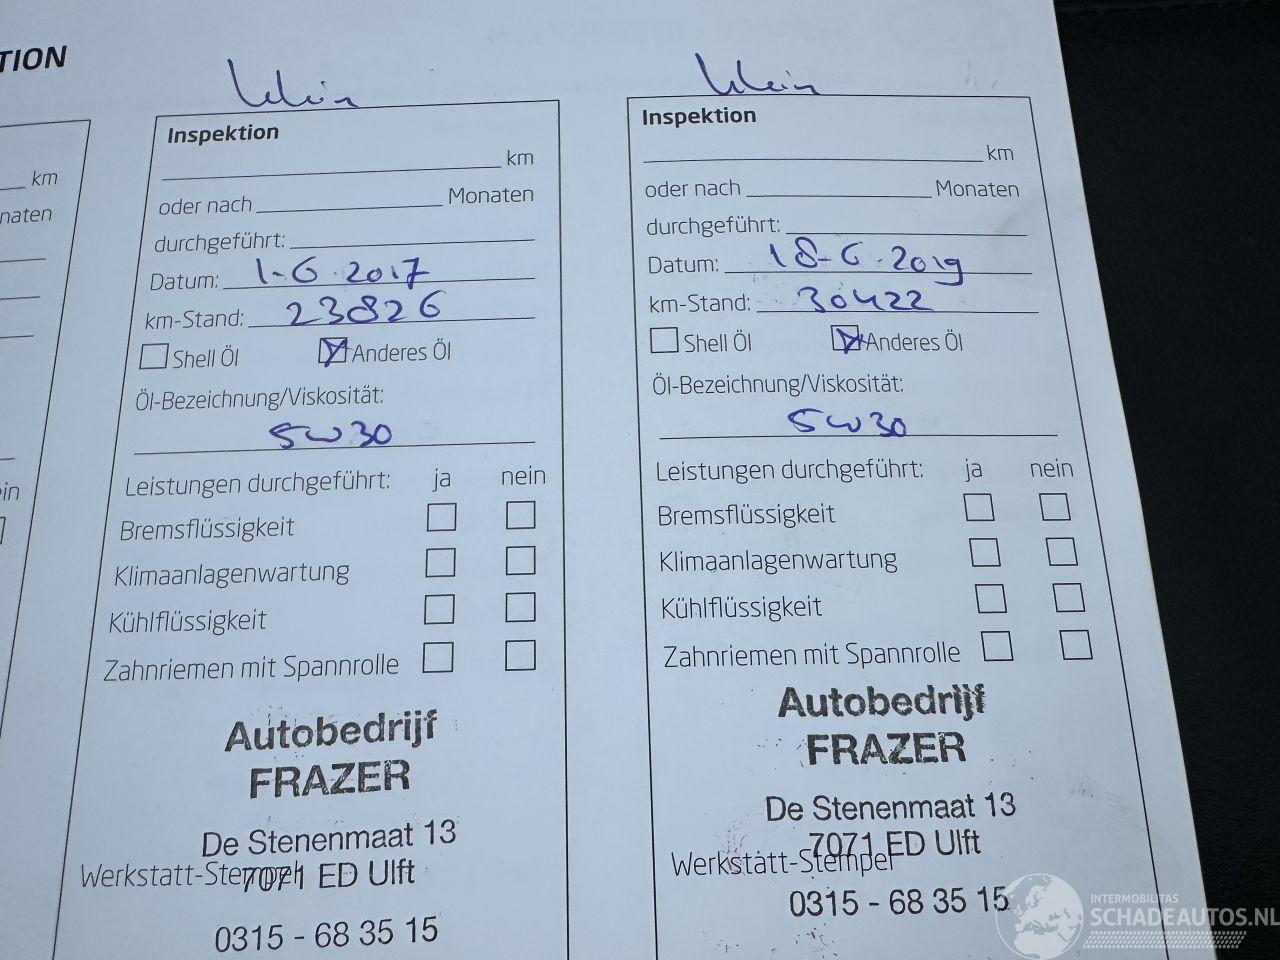 TION
km
naten
in
klein
Inspektion
km
oder nach Monaten
durchgeführt:
Datum: 1-6-2017
km-Stand: 23826
Shell Öl Anderes Öl
Öl-Bezeichnung/Viskosität:
5w30
Leistungen durchgeführt: ja nein
Bremsflüssigkeit
Klimaanlagenwartung
Kühlflüssigkeit
Zahnriemen mit Spannrolle
Autobedrijf
FRAZER
De Stenenmaat 13
Werkstatt-Stempel
7071 ED Ulft
0315 - 68 35 15
klein
Inspektion
km
oder nach Monaten
durchgeführt:
Datum: 18-6-2019
km-Stand: 30422
Shell Öl Anderes Öl
Öl-Bezeichnung/Viskosität:
5w30
Leistungen durchgeführt: ja nein
Bremsflüssigkeit
Klimaanlagenwartung
Kühlflüssigkeit
Zahnriemen mit Spannrolle
Autobedrijf
FRAZER
De Stenenmaat 13
7071 ED Ulft
Werkstatt-Stempel
0315 - 68 35 15
INTERMOBILITAS
SCHADEAUTOS.NL